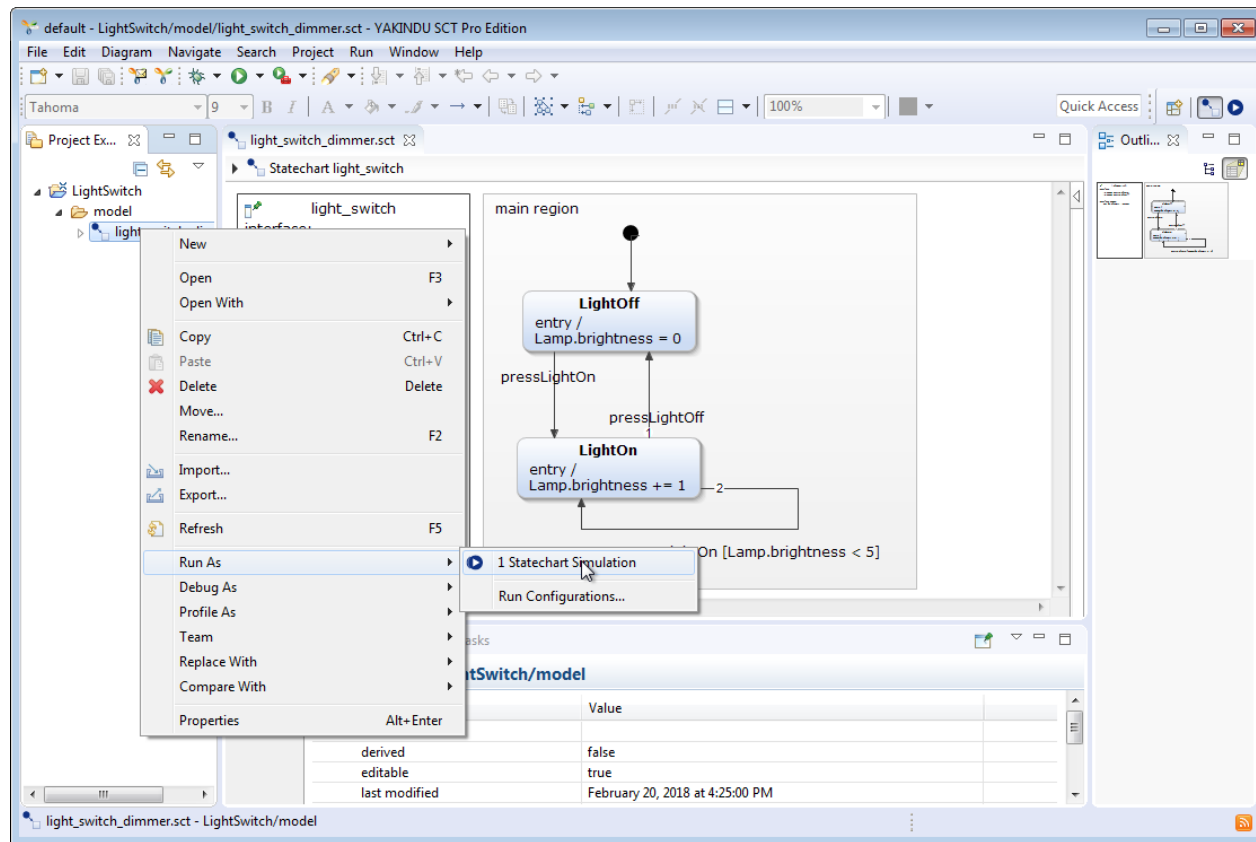 default - LightSwitch/model/light_switch_dimmer.sct - YAKINDU SCT Pro Edition
File Edit Diagram Navigate Search Project Run Window Help
Tahoma 9 B I A 100% Quick Access
Project Ex... light_switch_dimmer.sct Outli...
Statechart light_switch
LightSwitch
model
light_switch
main region
New
Open F3
Open With
Copy Ctrl+C
Paste Ctrl+V
Delete Delete
Move...
Rename... F2
Import...
Export...
Refresh F5
Run As
Debug As
Profile As
Team
Replace With
Compare With
Properties Alt+Enter
1 Statechart Simulation
Run Configurations...
LightOff
entry /
Lamp.brightness = 0
pressLightOn
pressLightOff
1
LightOn
entry /
Lamp.brightness += 1
2
On [Lamp.brightness < 5]
Switch/model
Value
derived false
editable true
last modified February 20, 2018 at 4:25:00 PM
light_switch_dimmer.sct - LightSwitch/model